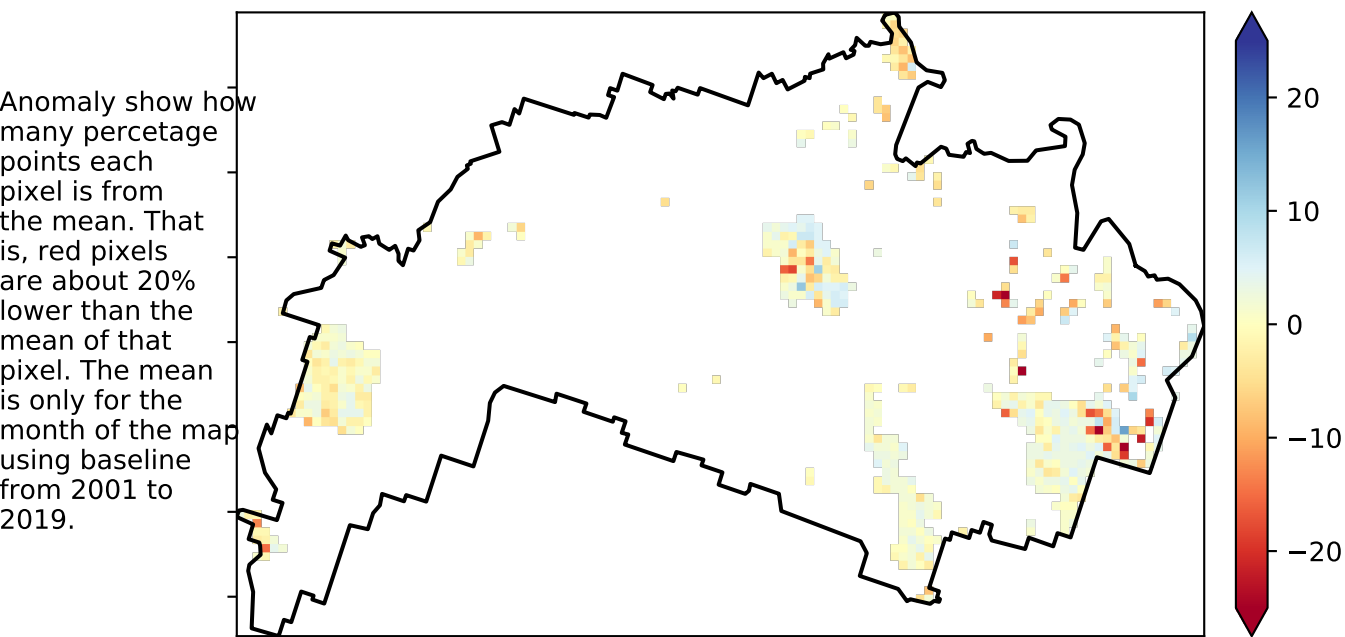 Anomaly show how
many percetage
points each
pixel is from
the mean. That
is, red pixels
are about 20%
lower than the
mean of that
pixel. The mean
is only for the
month of the map
using baseline
from 2001 to
2019.
20
10
0
−10
−20